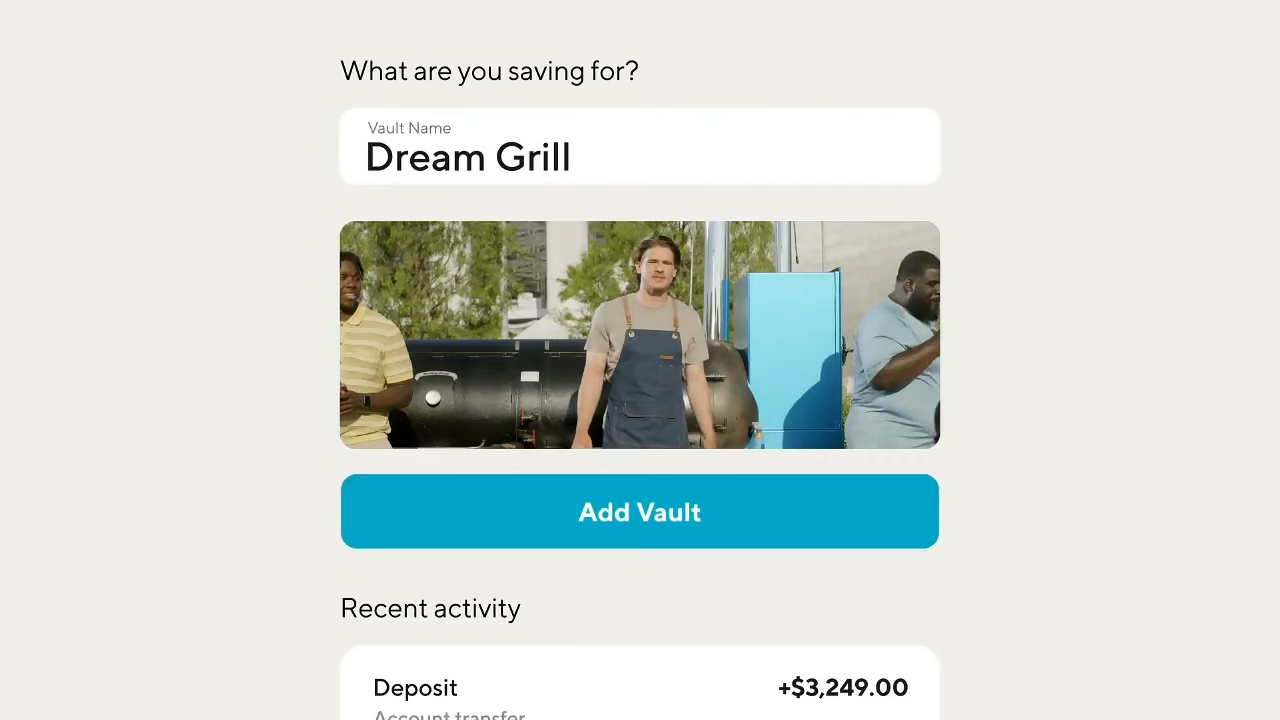 What are you saving for?
Vault Name
Dream Grill
Add Vault
Recent activity
Deposit +$3,249.00
Account transfer